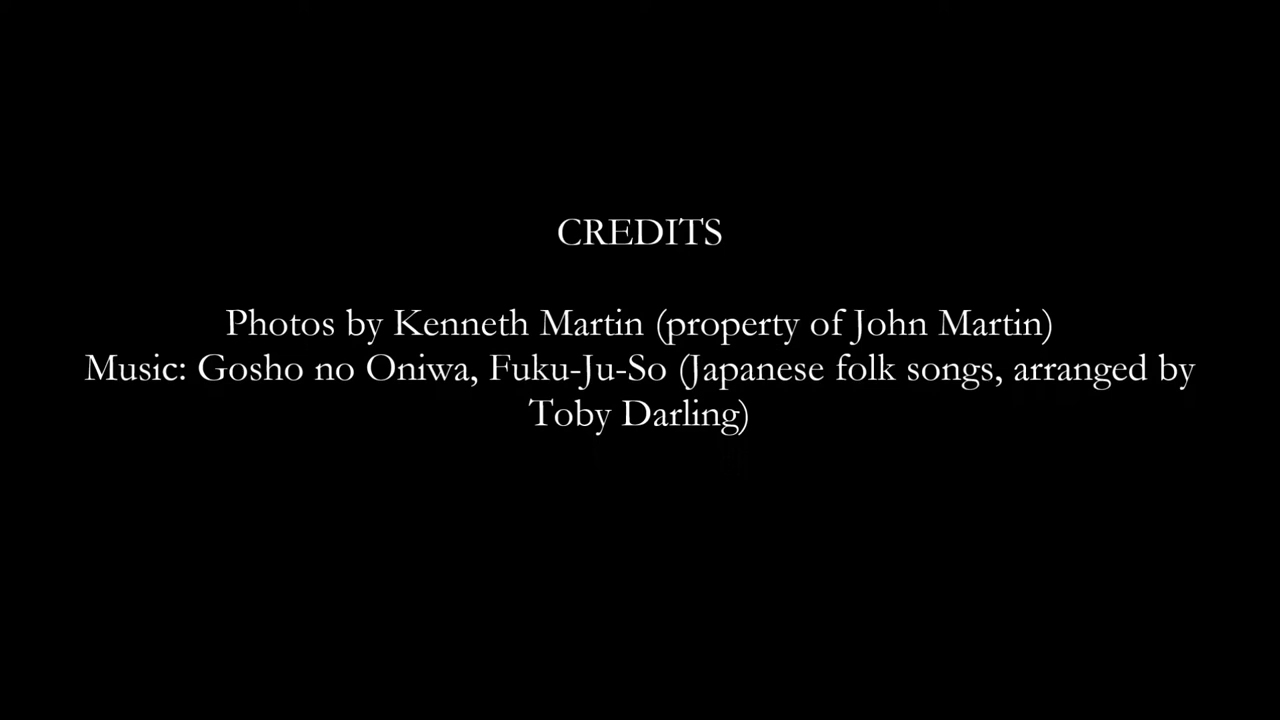 CREDITS
Photos by Kenneth Martin (property of John Martin)
Music: Gosho no Oniwa, Fuku-Ju-So (Japanese folk songs, arranged by
Toby Darling)